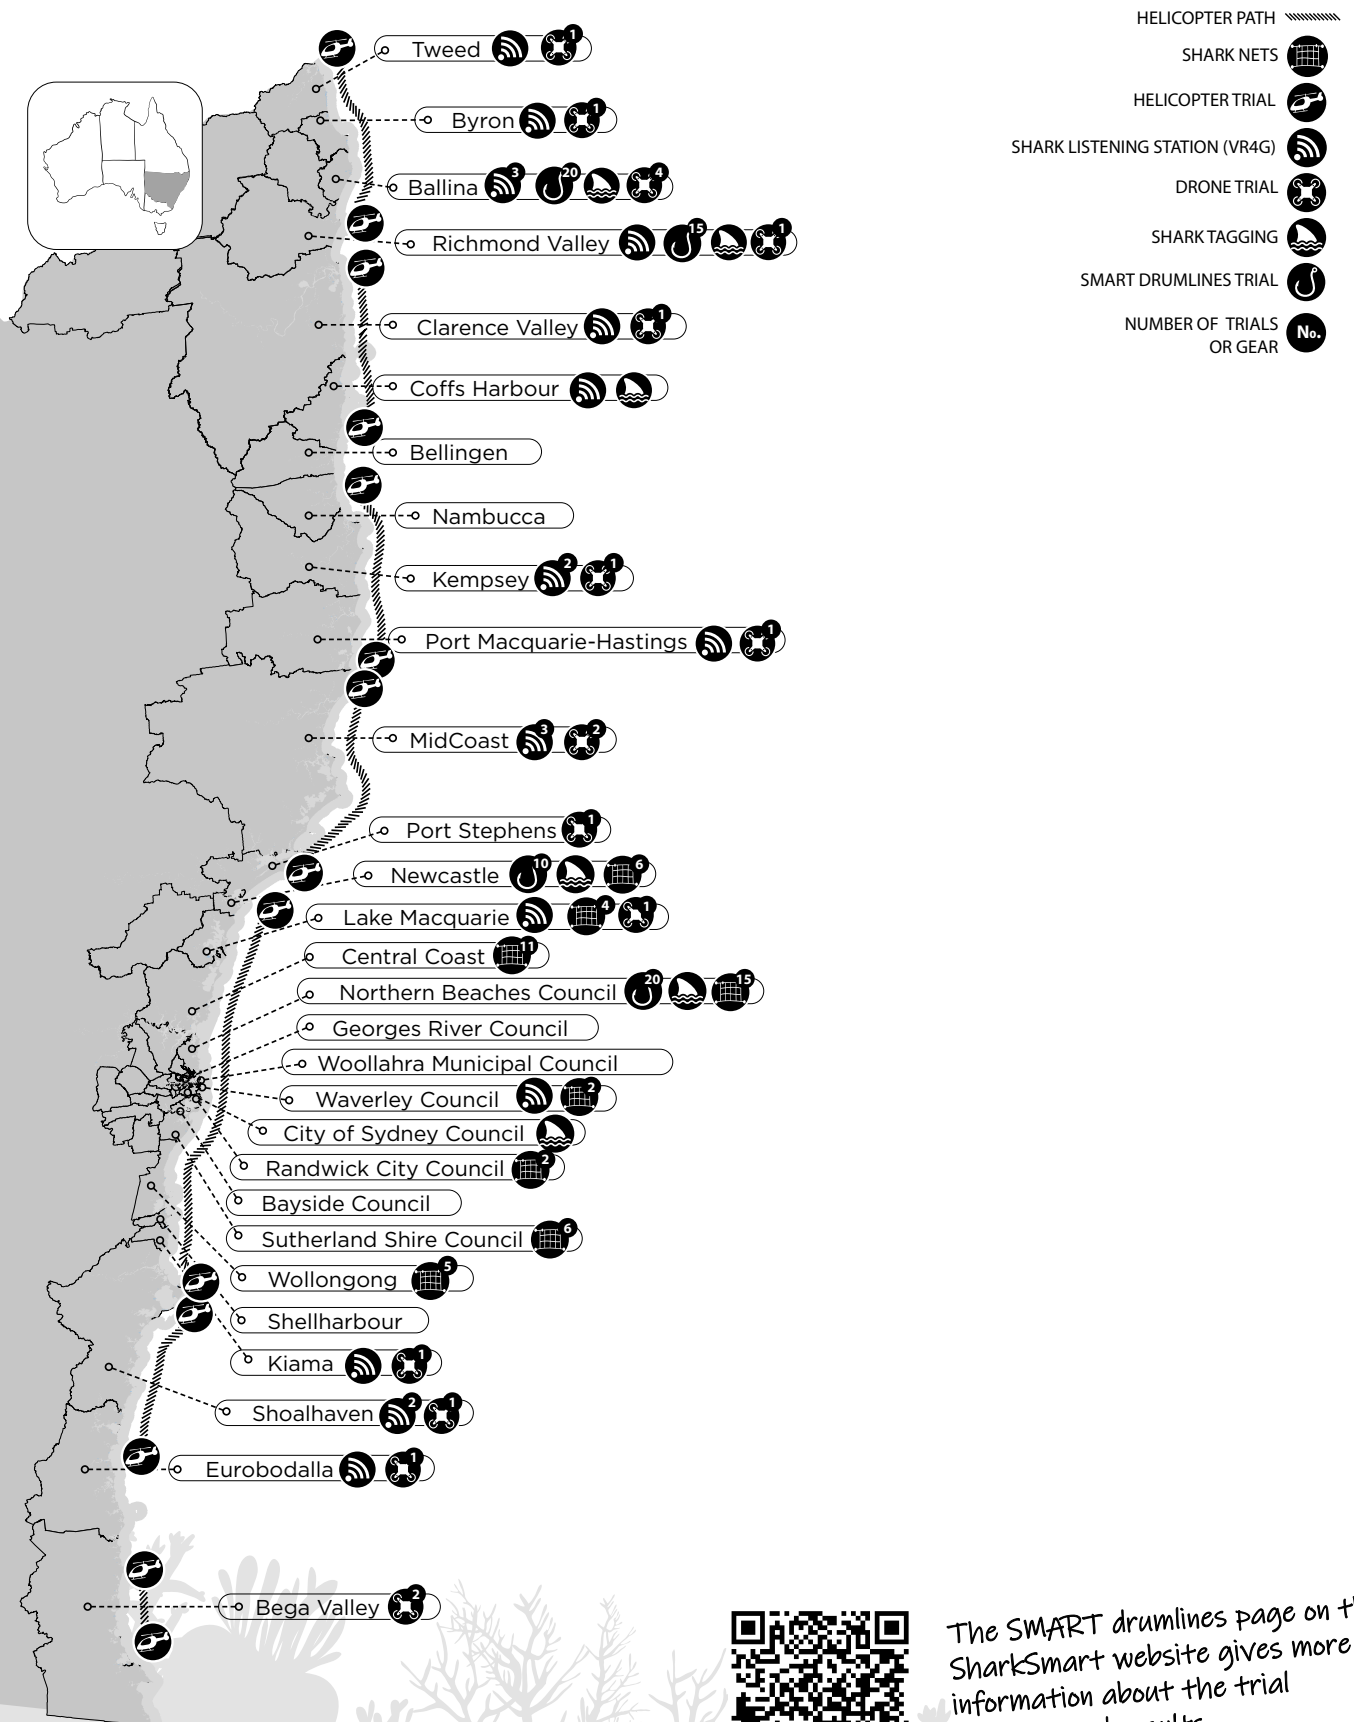 HELICOPTER PATH
SHARK NETS
HELICOPTER TRIAL
SHARK LISTENING STATION (VR4G)
DRONE TRIAL
SHARK TAGGING
SMART DRUMLINES TRIAL
NUMBER OF TRIALS
OR GEAR
No.
Tweed 1
Byron 1
Ballina 3 20 4
Richmond Valley 15 1
Clarence Valley 1
Coffs Harbour
Bellingen
Nambucca
Kempsey 2 1
Port Macquarie-Hastings 1
MidCoast 3 2
Port Stephens 1
Newcastle 10 6
Lake Macquarie 4 1
Central Coast 11
Northern Beaches Council 20 15
Georges River Council
Woollahra Municipal Council
Waverley Council 2
City of Sydney Council
Randwick City Council 2
Bayside Council
Sutherland Shire Council 6
Wollongong 5
Shellharbour
Kiama 1
Shoalhaven 2 1
Eurobodalla 1
Bega Valley 2
The SMART drumlines page on
SharkSmart website gives more
information about the trial